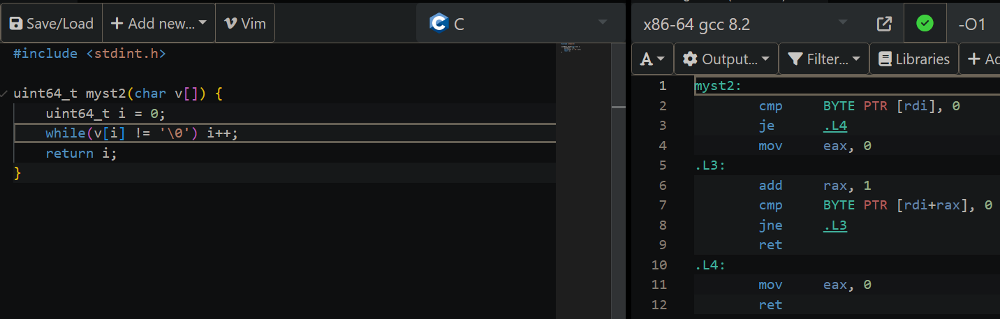 Save/Load + Add new... Vim C
#include <stdint.h>
uint64_t myst2(char v[]) {
    uint64_t i = 0;
    while(v[i] != '\0') i++;
    return i;
}
x86-64 gcc 8.2 -O1
A Output... Filter... Libraries +
1 myst2:
2 cmp BYTE PTR [rdi], 0
3 je .L4
4 mov eax, 0
5 .L3:
6 add rax, 1
7 cmp BYTE PTR [rdi+rax], 0
8 jne .L3
9 ret
10 .L4:
11 mov eax, 0
12 ret